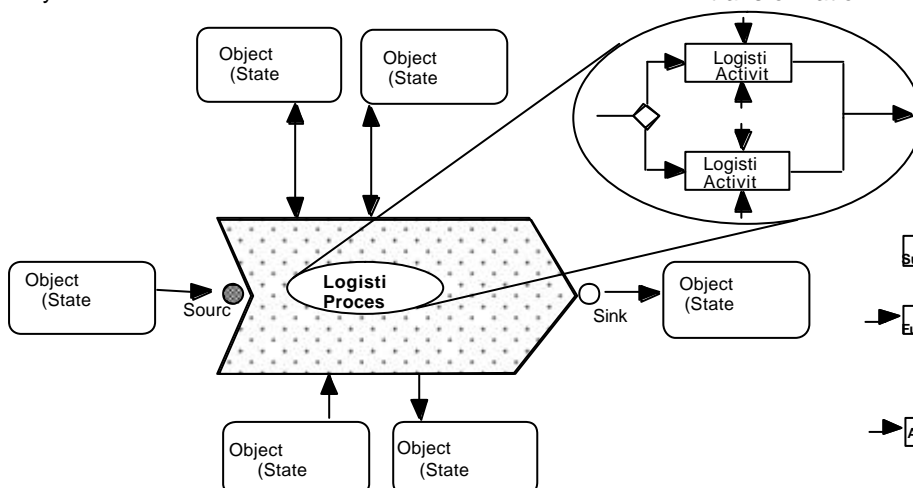 Object
(State
Object
(State
Logisti
Activit
Logisti
Activit
Object
(State
Sourc
Logisti
Proces
Sink
Object
(State
Object
(State
Object
(State